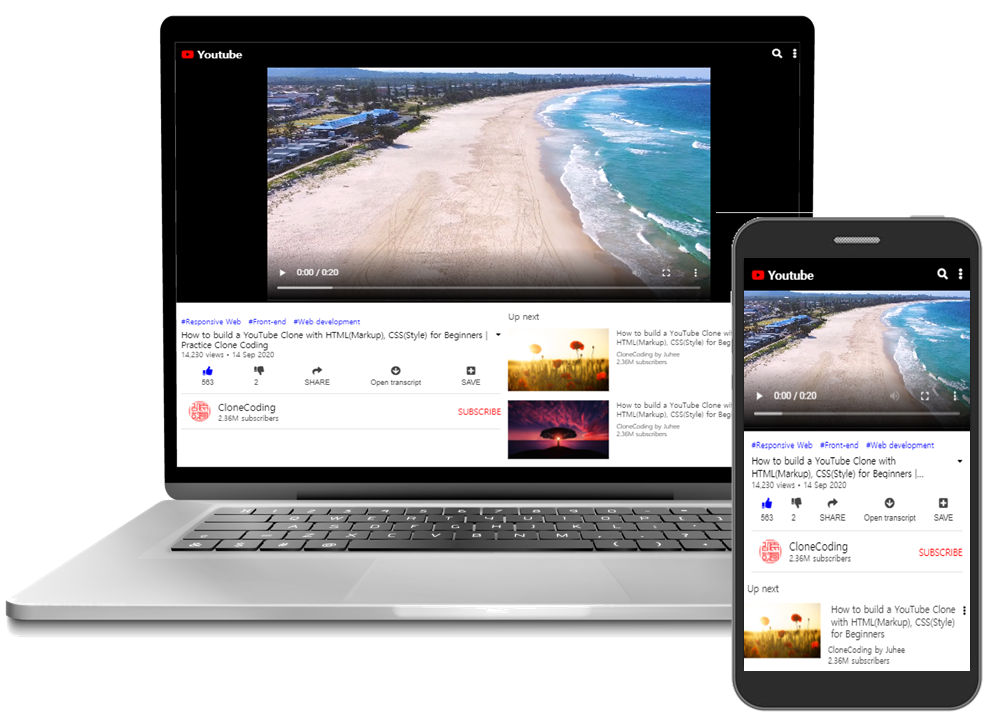 Youtube
0:00 / 0:20
#Responsive Web #Front-end #Web development
How to build a YouTube Clone with HTML(Markup), CSS(Style) for Beginners |
Practice Clone Coding
14,230 views • 14 Sep 2020
563 2 SHARE Open transcript SAVE
CloneCoding
2.36M subscribers
SUBSCRIBE
Up next
How to build a YouTube Clone wi
HTML(Markup), CSS(Style) for Beg
CloneCoding by Juhee
2.36M subscribers
How to build a YouTube Clone wi
HTML(Markup), CSS(Style) for Beg
CloneCoding by Juhee
2.36M subscribers
Youtube
0:00 / 0:20
#Responsive Web #Front-end #Web development
How to build a YouTube Clone with
HTML(Markup), CSS(Style) for Beginners |...
14,230 views • 14 Sep 2020
563 2 SHARE Open transcript SAVE
CloneCoding
2.36M subscribers
SUBSCRIBE
Up next
How to build a YouTube Clone
with HTML(Markup), CSS(Style)
for Beginners
CloneCoding by Juhee
2.36M subscribers